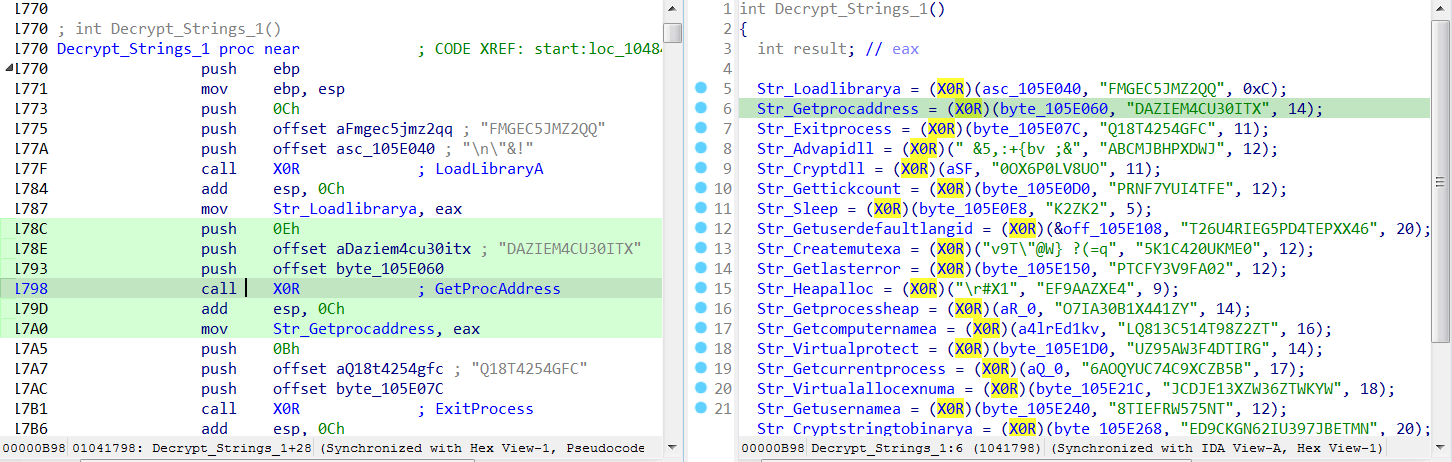 L770
L770 ; int Decrypt_Strings_1()
L770 Decrypt_Strings_1 proc near ; CODE XREF: start:loc_1048
L770 push ebp
L771 mov ebp, esp
L773 push 0Ch
L775 push offset aFmgec5jmz2qq ; "FMGEC5JMZ2QQ"
L77A push offset asc_105E040 ; "\n\"&!"
L77F call X0R ; LoadLibraryA
L784 add esp, 0Ch
L787 mov Str_Loadlibrarya, eax
L78C push 0Eh
L78E push offset aDaziem4cu30itx ; "DAZIEM4CU30ITX"
L793 push offset byte_105E060
L798 call X0R ; GetProcAddress
L79D add esp, 0Ch
L7A0 mov Str_Getprocaddress, eax
L7A5 push 0Bh
L7A7 push offset aQ18t4254gfc ; "Q18T4254GFC"
L7AC push offset byte_105E07C
L7B1 call X0R ; ExitProcess
L7B6 add esp, 0Ch
00000B98 01041798: Decrypt_Strings_1+28 (Synchronized with Hex View-1, Pseudocode
1 int Decrypt_Strings_1()
2 {
3 int result; // eax
4
5 Str_Loadlibrarya = (X0R)(asc_105E040, "FMGEC5JMZ2QQ", 0xC);
6 Str_Getprocaddress = (X0R)(byte_105E060, "DAZIEM4CU30ITX", 14);
7 Str_Exitprocess = (X0R)(byte_105E07C, "Q18T4254GFC", 11);
8 Str_Advapidll = (X0R)(" &5,:+{bv ;&", "ABCMJBHPXDWJ", 12);
9 Str_Cryptdll = (X0R)(aSF, "0OX6P0LV8UO", 11);
10 Str_Gettickcount = (X0R)(byte_105E0D0, "PRNF7YUI4TFE", 12);
11 Str_Sleep = (X0R)(byte_105E0E8, "K2ZK2", 5);
12 Str_Getuserdefaultlangid = (X0R)(&off_105E108, "T26U4RIEG5PD4TEPXX46", 20);
13 Str_Createmutexa = (X0R)("v9T\"@W} ?(=q", "5K1C420UKME0", 12);
14 Str_Getlasterror = (X0R)(byte_105E150, "PTCFY3V9FA02", 12);
15 Str_Heapalloc = (X0R)("\r#X1", "EF9AAZXE4", 9);
16 Str_Getprocessheap = (X0R)(aR_0, "O7IA30B1X441ZY", 14);
17 Str_Getcomputernamea = (X0R)(a4lrEd1kv, "LQ813C514T98Z2ZT", 16);
18 Str_Virtualprotect = (X0R)(byte_105E1D0, "UZ95AW3F4DTIRG", 14);
19 Str_Getcurrentprocess = (X0R)(aQ_0, "6AOQYUC74C9XCZB5B", 17);
20 Str_Virtualallocexnuma = (X0R)(byte_105E21C, "JCDJE13XZW36ZTWKYW", 18);
21 Str_Getusernamea = (X0R)(byte_105E240, "8TIEFRW575NT", 12);
Str_Cryptstringtobinarya = (X0R)(byte_105E268, "ED9CKGN62IU397JBETMN", 20);
00000B98 Decrypt_Strings_1:6 (1041798) (Synchronized with IDA View-A, Hex View-1)